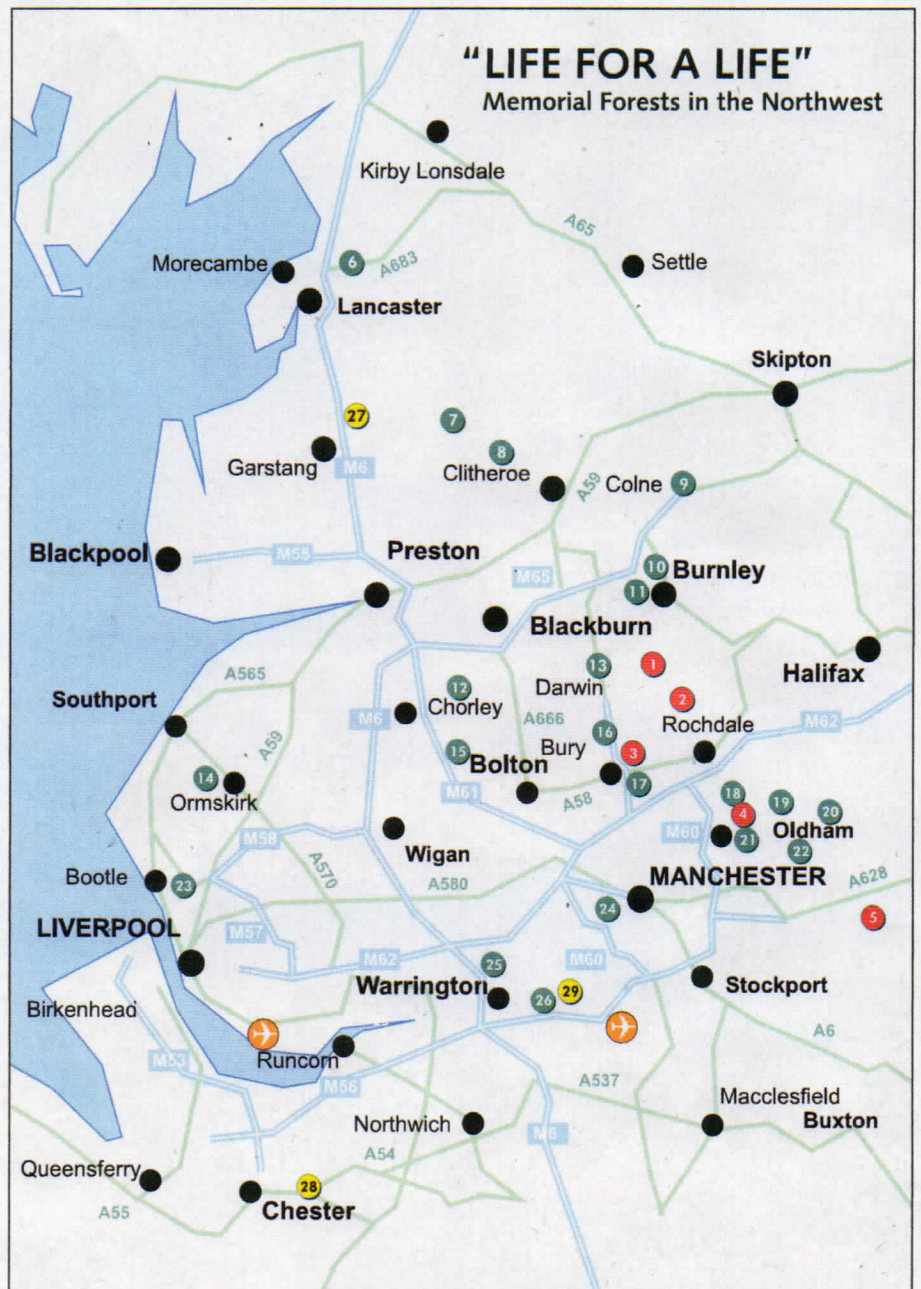 "LIFE FOR A LIFE"
Memorial Forests in the Northwest
Kirby Lonsdale
A65
Morecambe
6
A683
Settle
Lancaster
Skipton
27
7
8
Garstang
M6
Clitheroe
A59
Colne
9
Blackpool
M55
Preston
M65
10
Burnley
11
Blackburn
A565
13
1
Halifax
12
Darwin
2
Southport
M6
Chorley
A666
Rochdale
M62
A59
16
15
Bury
3
Bolton
14
M61
A58
17
18
19
20
Ormskirk
4
M60
Oldham
M58
21
22
Wigan
A570
Bootle
23
A580
MANCHESTER
A628
24
5
LIVERPOOL
M57
M62
M60
25
Warrington
29
26
Stockport
Birkenhead
A6
M53
Runcorn
M56
A537
Macclesfield
Northwich
Buxton
M6
A54
Queensferry
28
A55
Chester